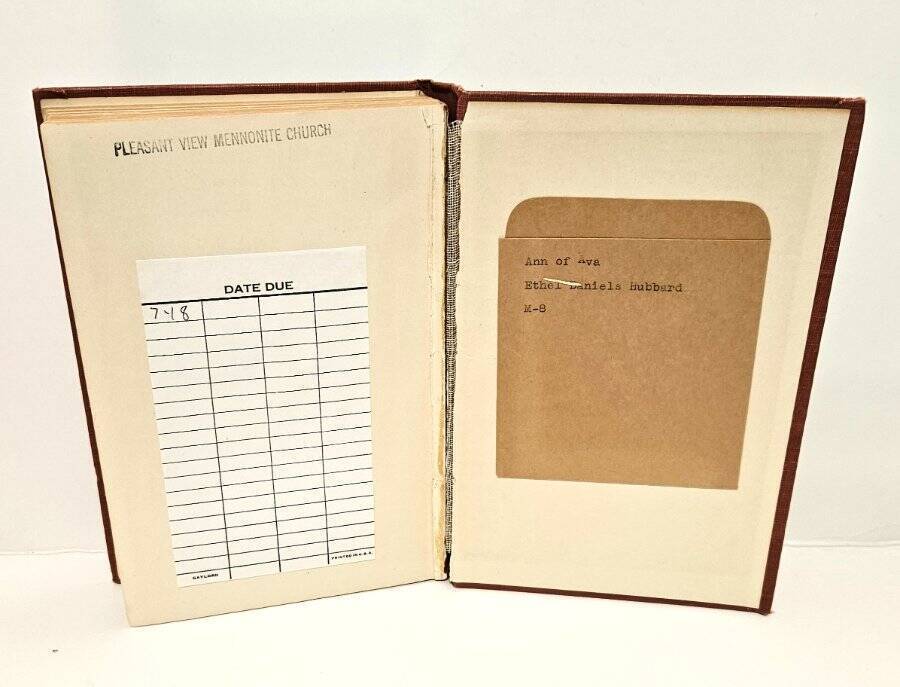 PLEASANT VIEW MENNONITE CHURCH
DATE DUE
7-18
GAYLORD
PRINTED IN U.S.A.
Ann of Ava
Ethel Daniels Hubbard
M-8